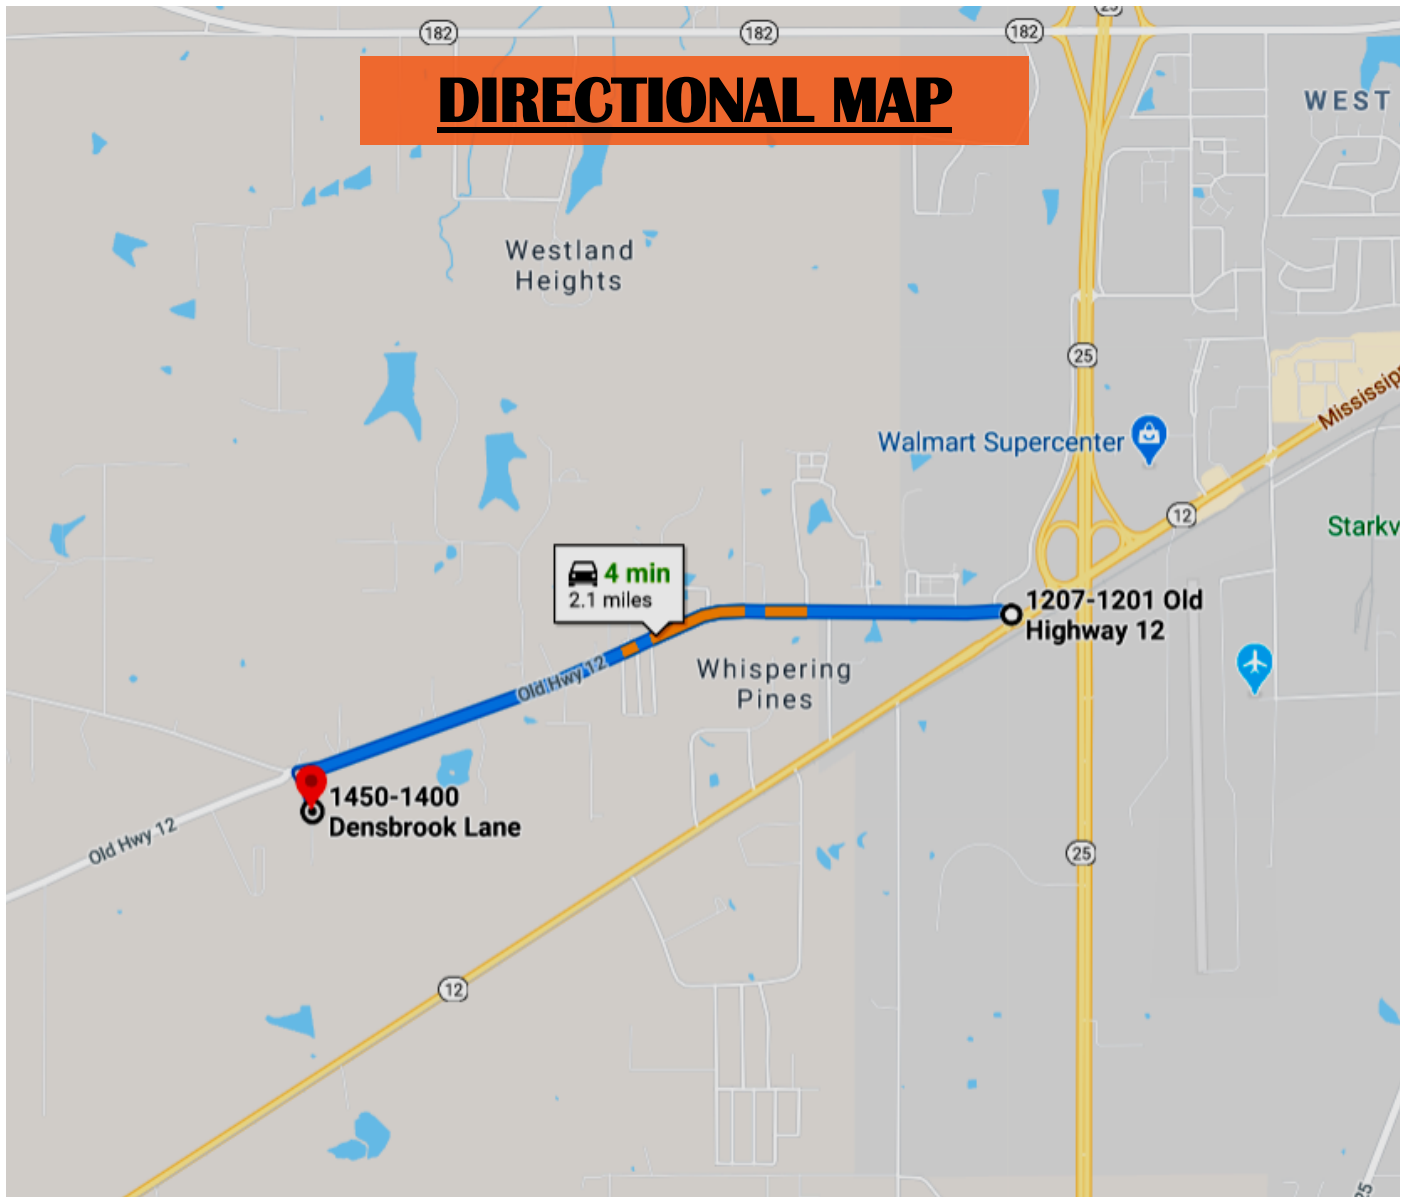 25
182
182
182
DIRECTIONAL MAP
WEST
Westland
Heights
25
Mississip
Walmart Supercenter
12
Starkv
4 min
2.1 miles
1207-1201 Old
Highway 12
Old Hwy 12
Whispering
Pines
1450-1400
Densbrook Lane
Old Hwy 12
25
12
25